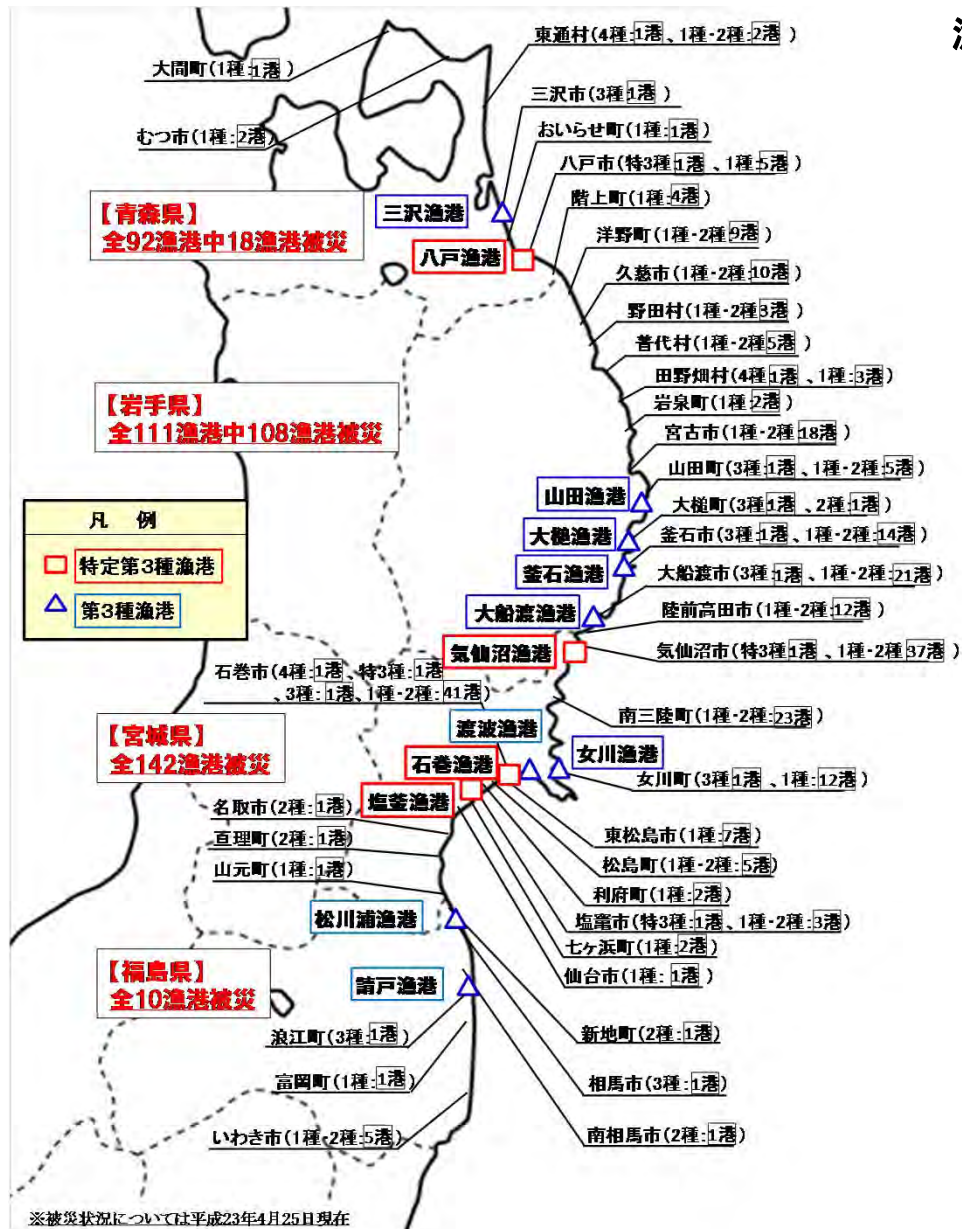 東通村(4種:1港、1種-2種:2港 )
大間町(1種:1港 )
三沢市(3種1港 )
むつ市(1種:2港 )
おいらせ町(1種:1港 )
八戸市(特3種1港 、1種:5港 )
階上町(1種:4港 )
三沢漁港
【青森県】
全92漁港中18漁港被災
洋野町(1種-2種9港 )
八戸漁港
久慈市(1種-2種:10港 )
野田村(1種-2種3港 )
普代村(1種-2種5港 )
田野畑村(4種1港 、1種:3港 )
【岩手県】
全111漁港中108漁港被災
岩泉町(1種:2港 )
宮古市(1種-2種:18港 )
山田町(3種:1港 、1種-2種:5港 )
山田漁港
大槌町(3種1港 、2種:1港 )
大槌漁港
釜石市(3種:1港、1種-2種:14港 )
釜石漁港
大船渡市(3種:1港、1種-2種:21港 )
大船渡漁港
陸前高田市(1種-2種:12港 )
気仙沼漁港
気仙沼市(特3種1港 、1種-2種37港 )
凡 例
特定第3種漁港
第3種漁港
石巻市(4種:1港、特3種:1港
、3種:1港、1種-2種:41港)
南三陸町(1種-2種:23港 )
渡波漁港
【宮城県】
全142漁港被災
女川漁港
石巻漁港
女川町(3種1港 、1種:12港 )
塩釜漁港
名取市(2種:1港)
東松島市(1種:7港)
亘理町(2種:1港)
松島町(1種-2種:5港)
山元町(1種:1港)
利府町(1種:2港)
松川浦漁港
塩竈市(特3種:1港、1種-2種:3港)
七ヶ浜町(1種:2港)
【福島県】
全10漁港被災
仙台市(1種: 1港)
請戸漁港
浪江町(3種:1港)
新地町(2種:1港)
富岡町(1種:1港)
相馬市(3種:1港)
いわき市(1種-2種:5港)
南相馬市(2種:1港)
※被災状況については平成23年4月25日現在